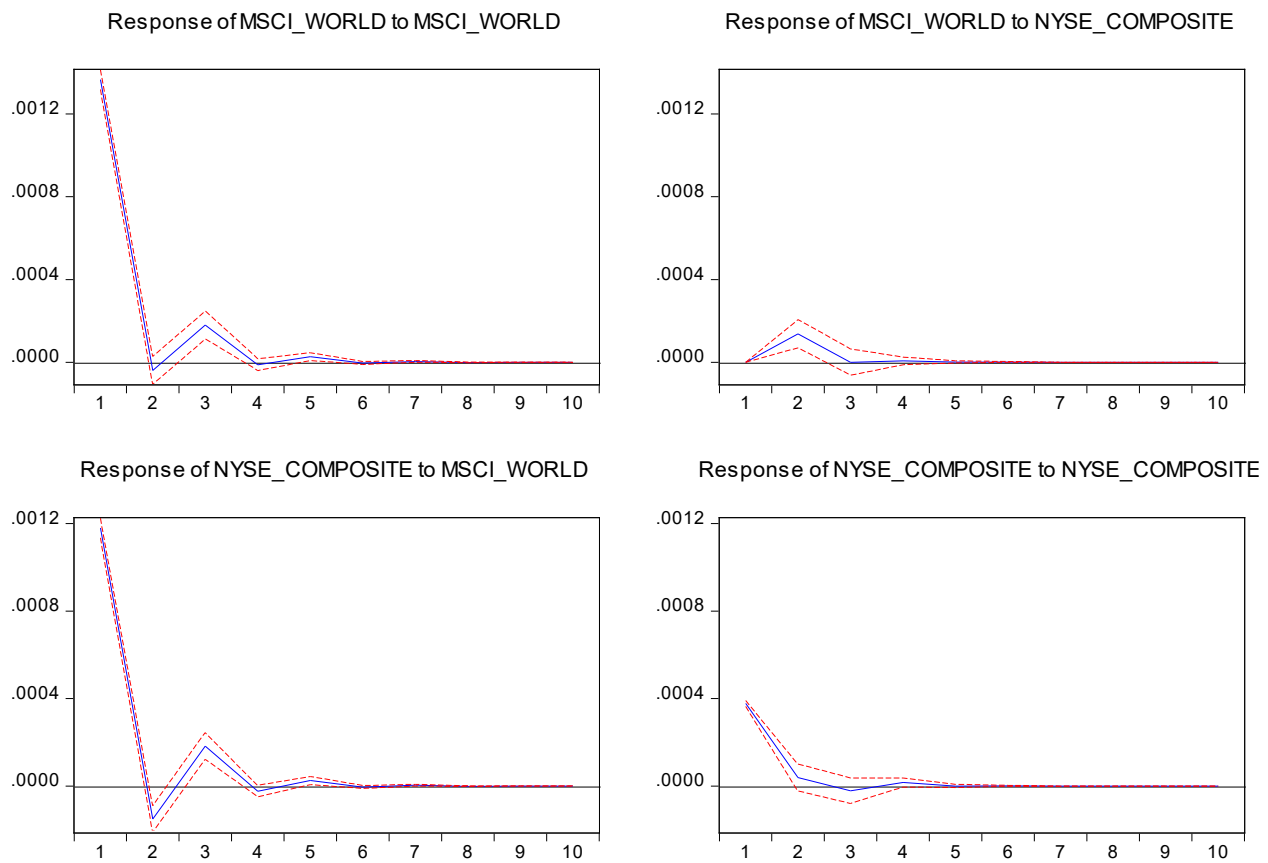 Response of MSCI_WORLD to MSCI_WORLD
.0012
.0008
.0004
.0000
1 2 3 4 5 6 7 8 9 10
Response of MSCI_WORLD to NYSE_COMPOSITE
.0012
.0008
.0004
.0000
1 2 3 4 5 6 7 8 9 10
Response of NYSE_COMPOSITE to MSCI_WORLD
.0012
.0008
.0004
.0000
1 2 3 4 5 6 7 8 9 10
Response of NYSE_COMPOSITE to NYSE_COMPOSITE
.0012
.0008
.0004
.0000
1 2 3 4 5 6 7 8 9 10